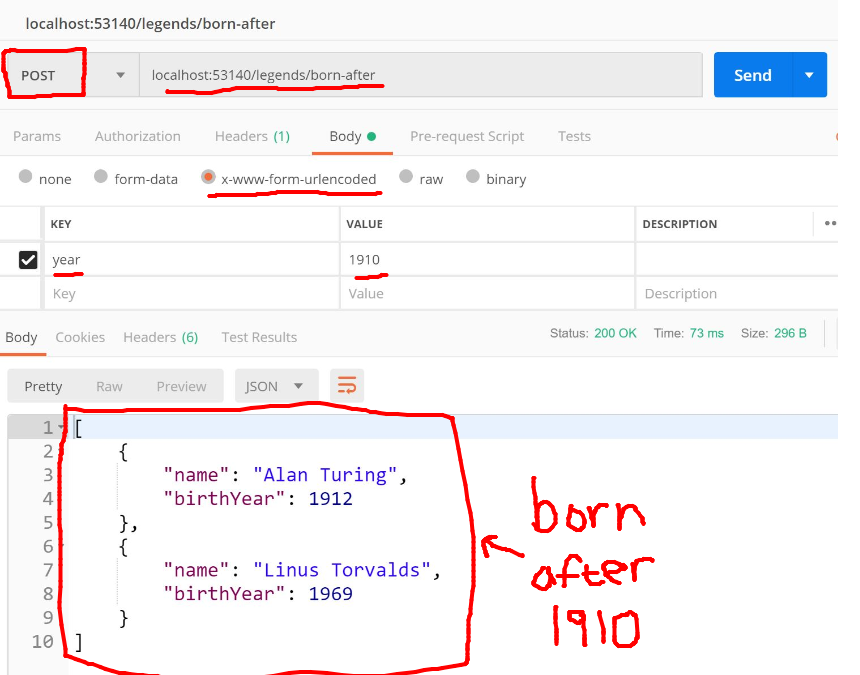 localhost:53140/legends/born-after
POST localhost:53140/legends/born-after Send
Params Authorization Headers (1) Body Pre-request Script Tests
none form-data x-www-form-urlencoded raw binary
KEY VALUE DESCRIPTION
year 1910
Key Value Description
Body Cookies Headers (6) Test Results Status: 200 OK Time: 73 ms Size: 296 B
Pretty Raw Preview JSON
1 [
2 {
3 "name": "Alan Turing",
4 "birthYear": 1912
5 },
6 {
7 "name": "Linus Torvalds",
8 "birthYear": 1969
9 }
10 ]
born
after
1910